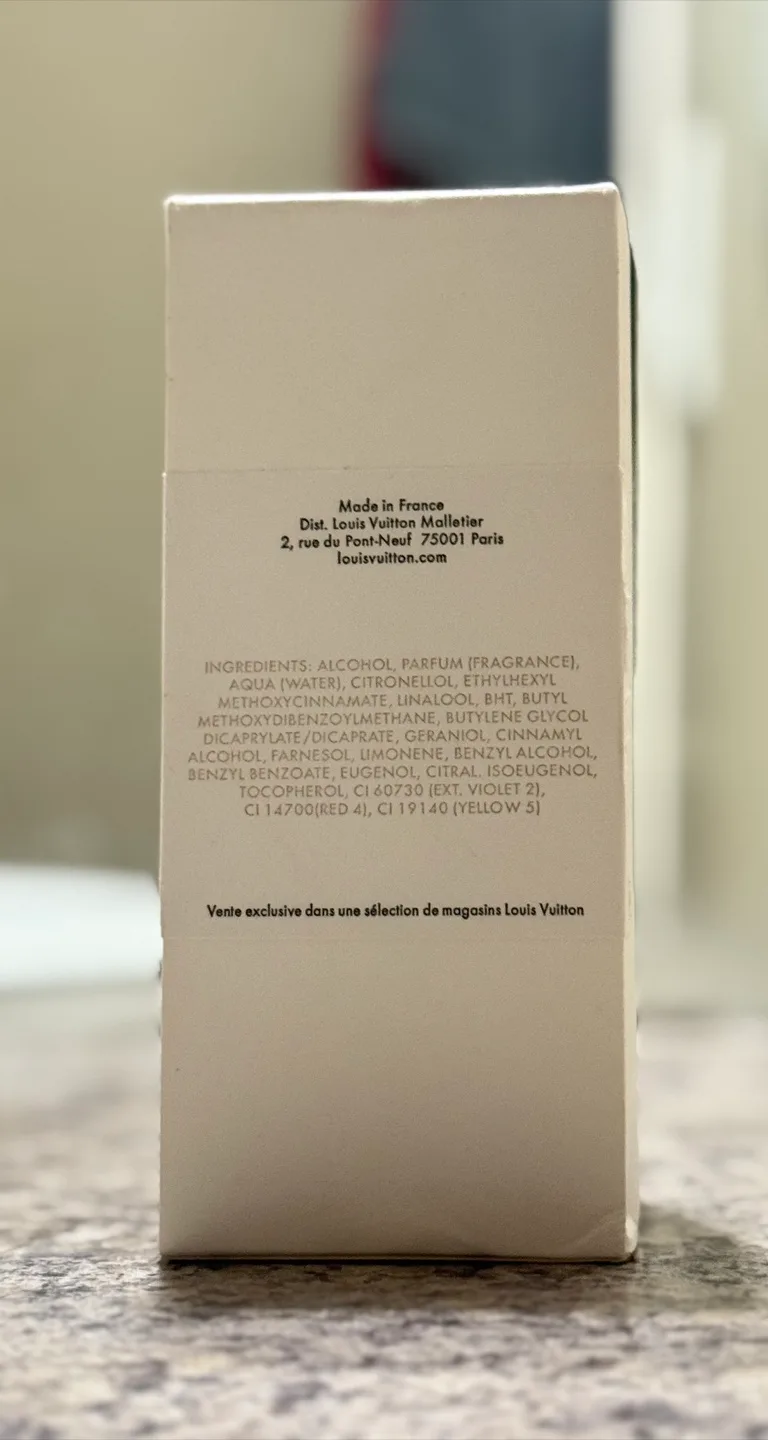 Made in France
Dist. Louis Vuitton Malletier
2, rue du Pont-Neuf 75001 Paris
louisvuitton.com
INGREDIENTS: ALCOHOL, PARFUM (FRAGRANCE),
AQUA (WATER), CITRONELLOL, ETHYLHEXYL
METHOXYCINNAMATE, LINALOOL, BHT, BUTYL
METHOXYDIBENZOYLMETHANE, BUTYLENE GLYCOL
DICAPRYLATE/DICAPRATE, GERANIOL, CINNAMYL
ALCOHOL, FARNESOL, LIMONENE, BENZYL ALCOHOL,
BENZYL BENZOATE, EUGENOL, CITRAL. ISOEUGENOL,
TOCOPHEROL, CI 60730 (EXT. VIOLET 2),
CI 14700(RED 4), CI 19140 (YELLOW 5)
Vente exclusive dans une sélection de magasins Louis Vuitton